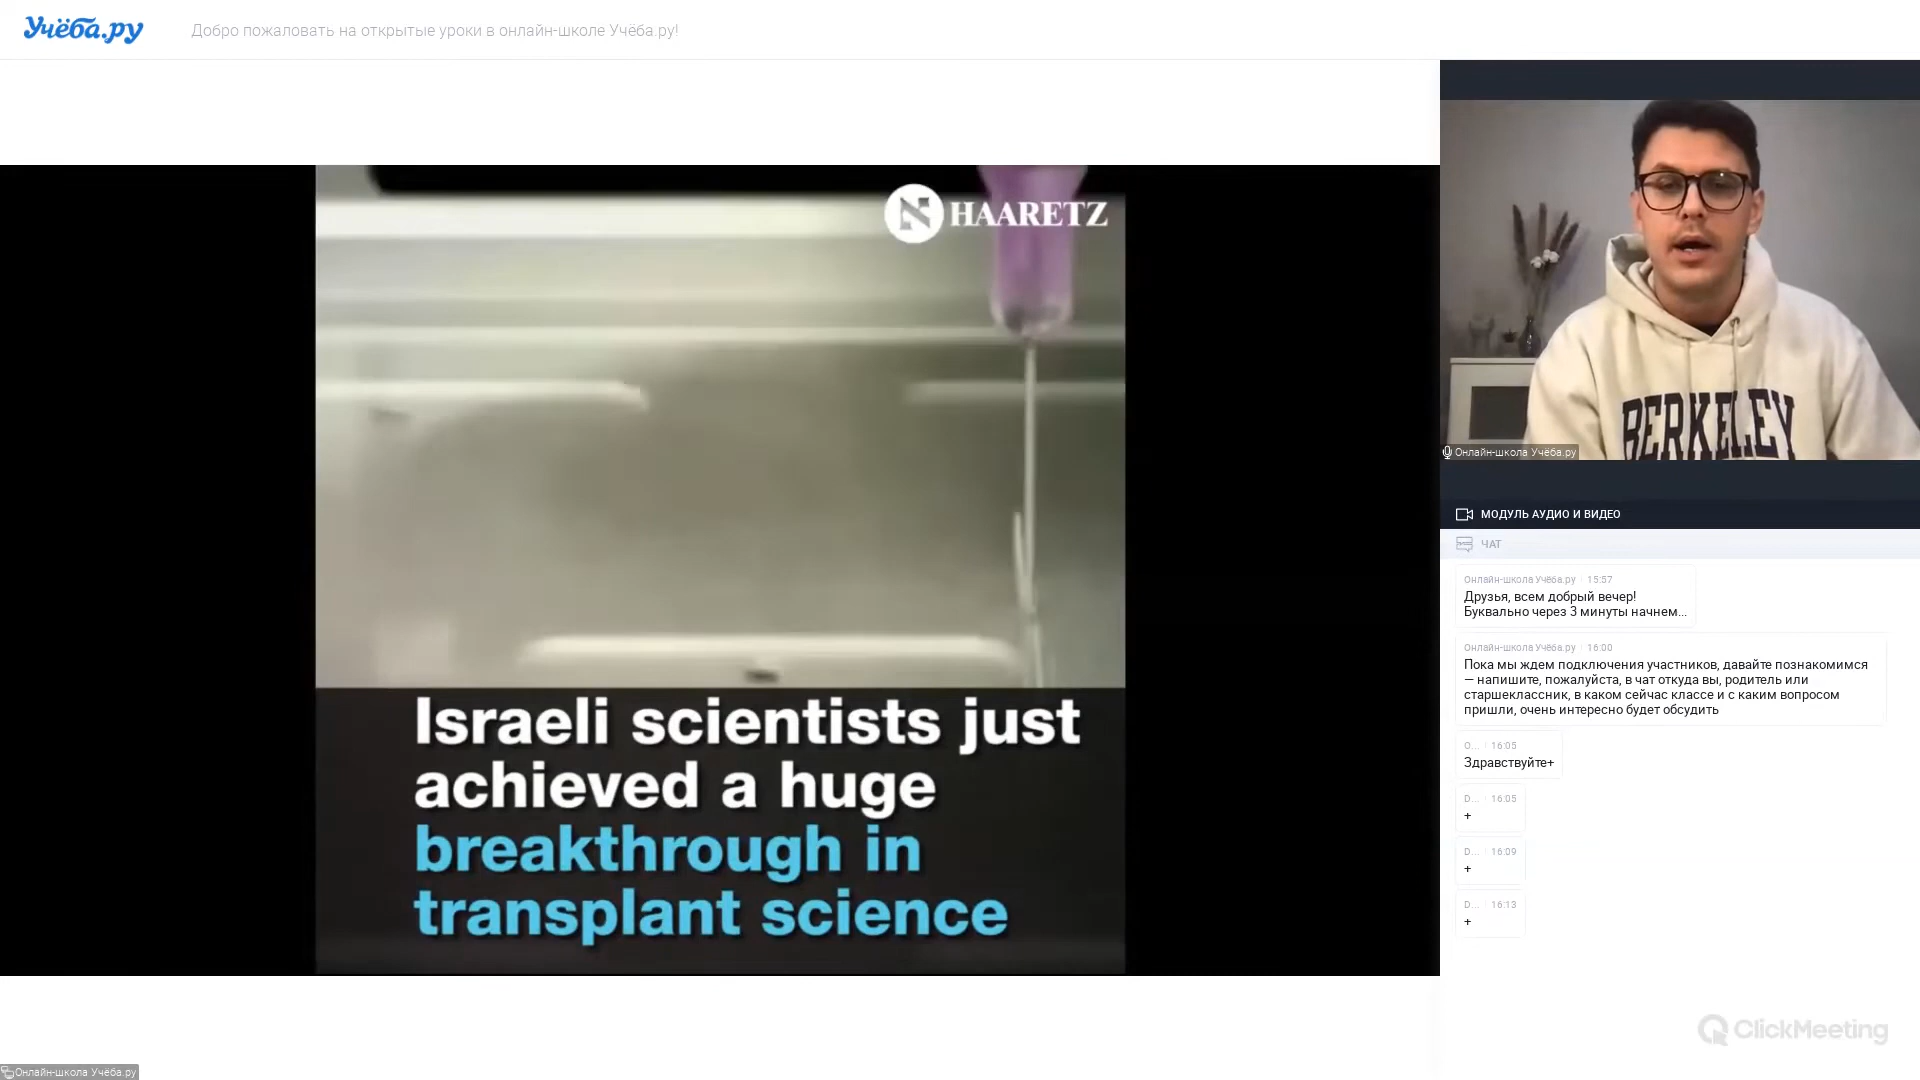 Учёба.ру
Добро пожаловать на открытые уроки в онлайн-школе Учёба.ру!
HAARETZ
Israeli scientists just
achieved a huge
breakthrough in
transplant science
BERKELEY
Онлайн-школа Учёба.ру
МОДУЛЬ АУДИО И ВИДЕО
ЧАТ
Онлайн-школа Учёба.ру 15:57
Друзья, всем добрый вечер!
Буквально через 3 минуты начнем...
Онлайн-школа Учёба.ру 16:00
Пока мы ждем подключения участников, давайте познакомимся
— напишите, пожалуйста, в чат откуда вы, родитель или
старшеклассник, в каком сейчас классе и с каким вопросом
пришли, очень интересно будет обсудить
О... 16:05
Здравствуйте+
D... 16:05
+
D... 16:09
+
D... 16:13
+
ClickMeeting
Онлайн-школа Учёба.ру